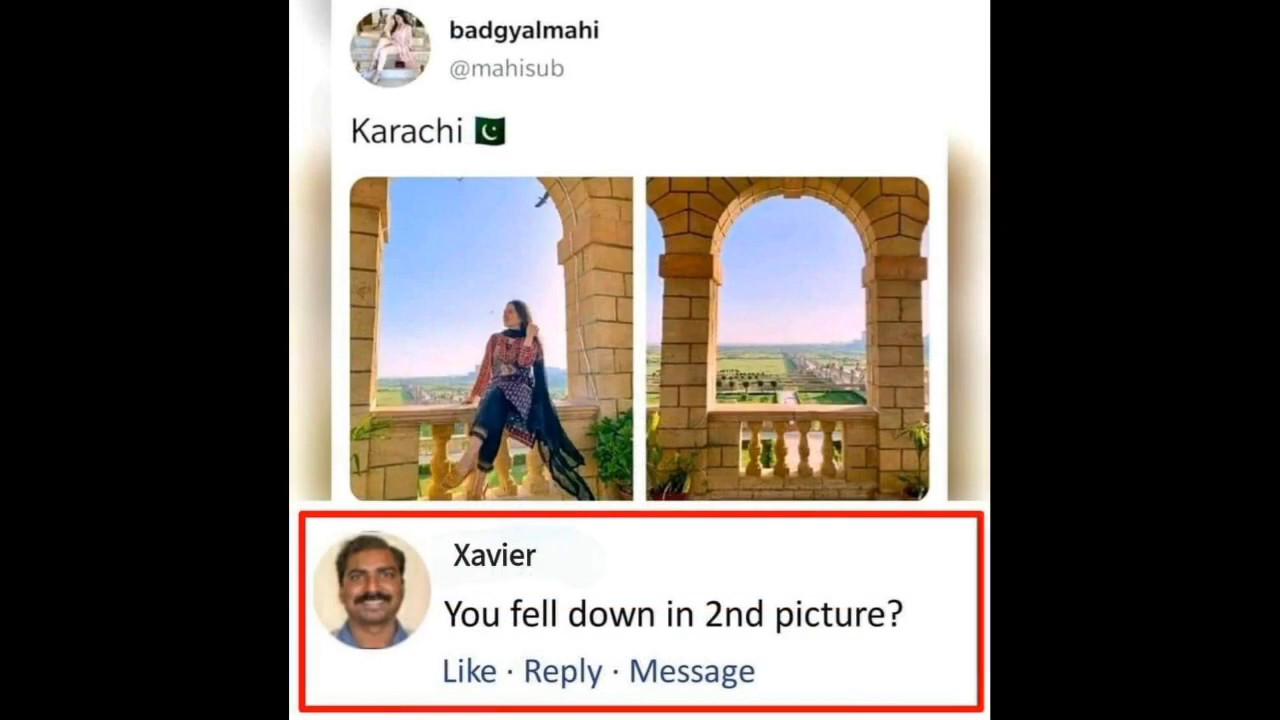 badgyalmahi
@mahisub
Karachi 🇵🇰
Xavier
You fell down in 2nd picture?
Like · Reply · Message